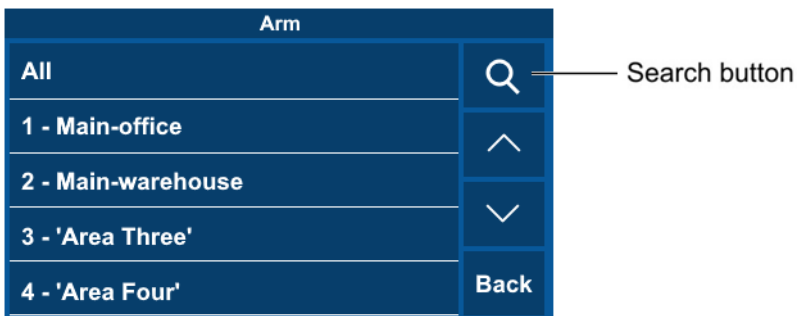 Arm
All
Search button
1 - Main-office
2 - Main-warehouse
3 - 'Area Three'
4 - 'Area Four'
Back